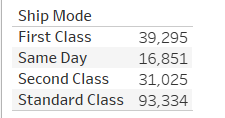 Ship Mode
First Class 39,295
Same Day 16,851
Second Class 31,025
Standard Class 93,334